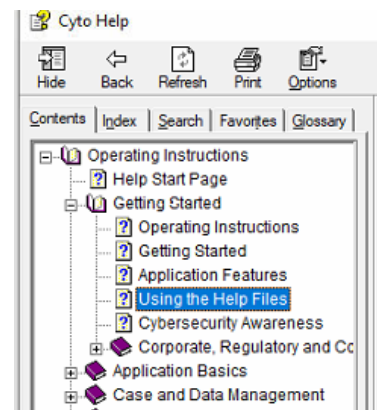 Cyto Help
Hide Back Refresh Print Options
Contents Index Search Favorites Glossary
Operating Instructions
Help Start Page
Getting Started
Operating Instructions
Getting Started
Application Features
Using the Help Files
Cybersecurity Awareness
Corporate, Regulatory and Cc
Application Basics
Case and Data Management